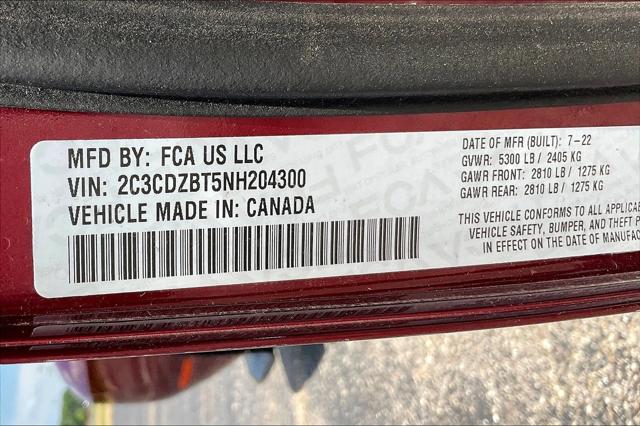 MFD BY: FCA US LLC
VIN: 2C3CDZBT5NH204300
VEHICLE MADE IN: CANADA
DATE OF MFR (BUILT): 7-22
GVWR: 5300 LB / 2405 KG
GAWR FRONT: 2810 LB / 1275 KG
GAWR REAR: 2810 LB / 1275 KG
THIS VEHICLE CONFORMS TO ALL
VEHICLE SAFETY, BUMPER, AND THEFT
IN EFFECT ON THE DATE OF